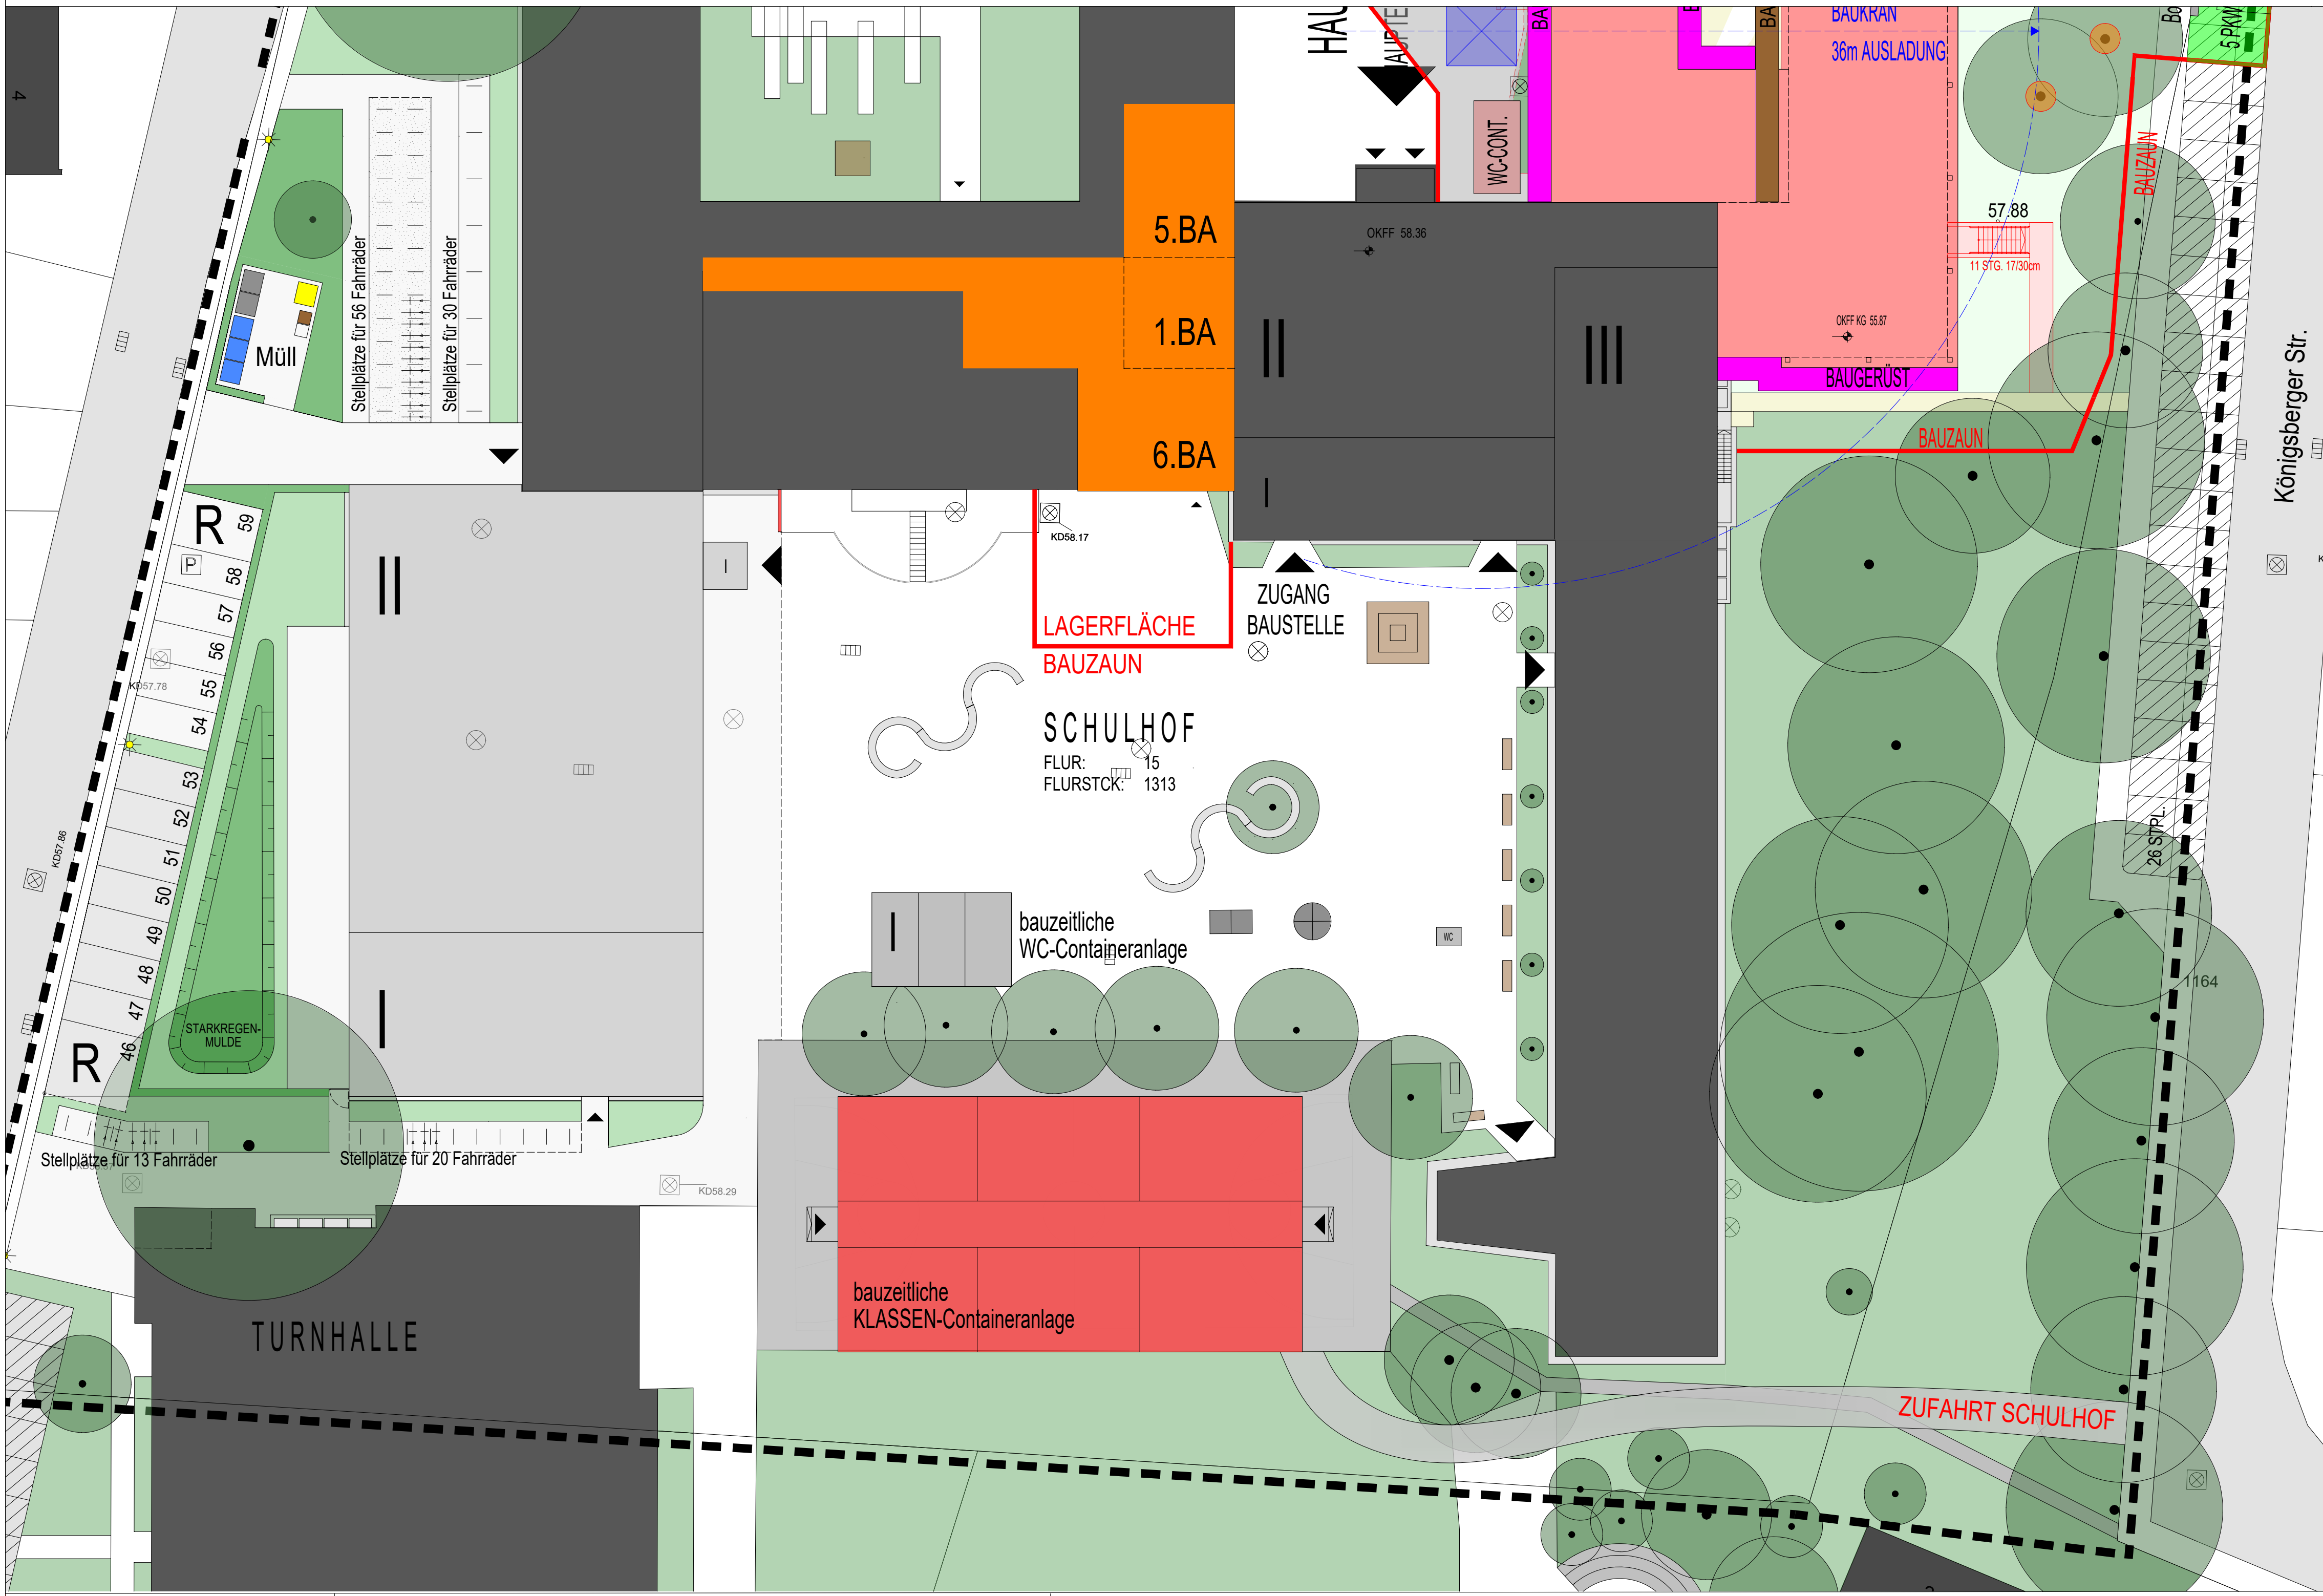 4
HAU
BAUKRAN
36m AUSLADUNG
5 PKW
BAUZAUN
WC-CONT.
5.BA
OKFF 58.36
57.88
11 STG. 17/30cm
Stellplätze für 56 Fahrräder
Stellplätze für 30 Fahrräder
Müll
1.BA
II
III
OKFF KG 55.87
BAUGERÜST
Königsberger Str.
BAUZAUN
6.BA
I
R
P
59
58
57
56
55
54
53
52
51
50
49
48
47
46
R
KD57.78
KD57.86
II
I
KD58.17
LAGERFLÄCHE
BAUZAUN
ZUGANG
BAUSTELLE
SCHULHOF
FLUR: 15
FLURSTCK: 1313
26 STPL.
I
bauzeitliche
WC-Containeranlage
WC
1164
STARKREGEN-
MULDE
I
Stellplätze für 13 Fahrräder
Stellplätze für 20 Fahrräder
KD58.29
bauzeitliche
KLASSEN-Containeranlage
TURNHALLE
ZUFAHRT SCHULHOF